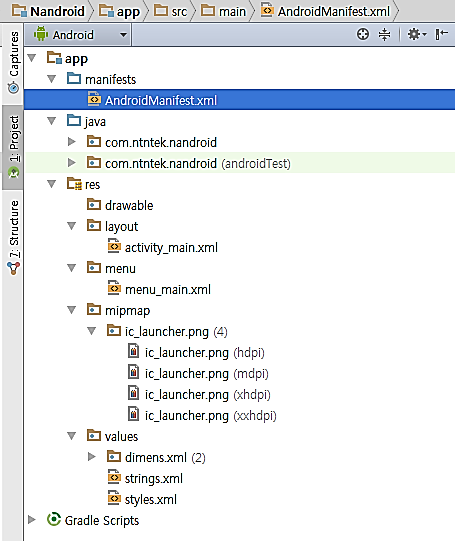 Nandroid app src main AndroidManifest.xml
Android
Captures
1: Project
7: Structure
app
manifests
AndroidManifest.xml
java
com.ntntek.nandroid
com.ntntek.nandroid (androidTest)
res
drawable
layout
activity_main.xml
menu
menu_main.xml
mipmap
ic_launcher.png (4)
ic_launcher.png (hdpi)
ic_launcher.png (mdpi)
ic_launcher.png (xhdpi)
ic_launcher.png (xxhdpi)
values
dimens.xml (2)
strings.xml
styles.xml
Gradle Scripts